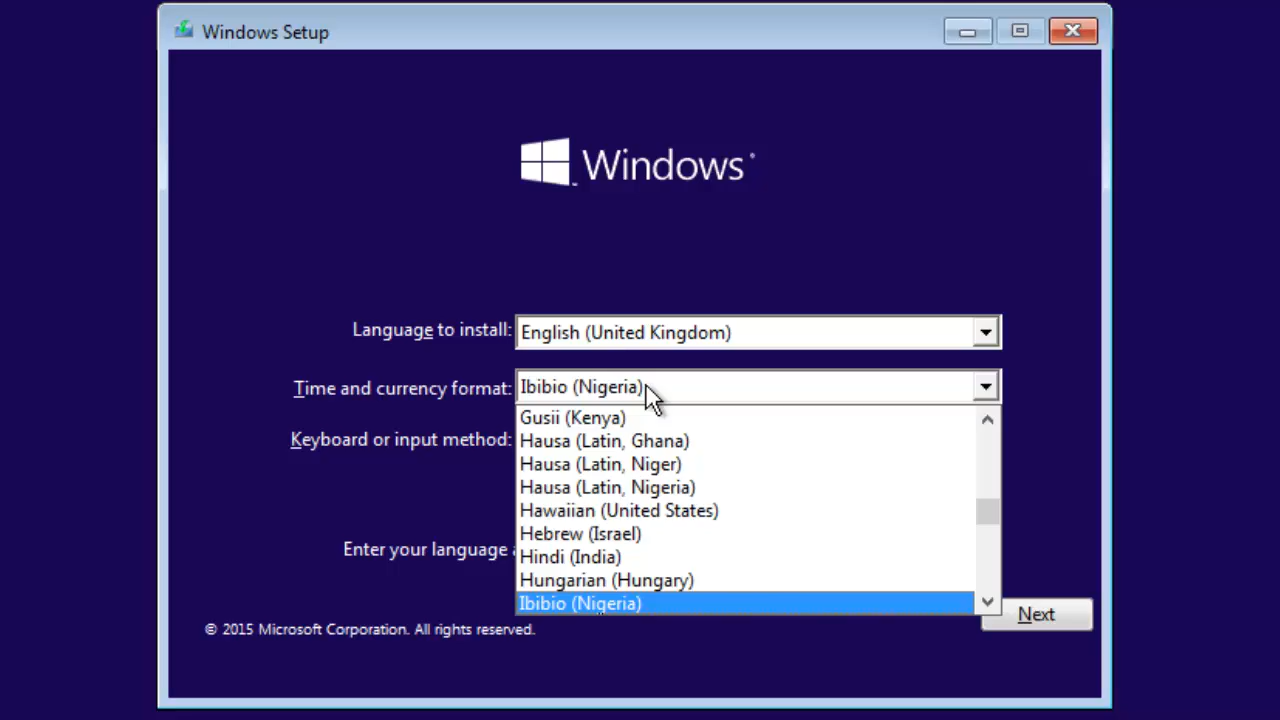 Windows Setup
Windows
Language to install: English (United Kingdom)
Time and currency format: Ibibio (Nigeria)
Gusii (Kenya)
Keyboard or input method:
Hausa (Latin, Ghana)
Hausa (Latin, Niger)
Hausa (Latin, Nigeria)
Hawaiian (United States)
Hebrew (Israel)
Enter your language
Hindi (India)
Hungarian (Hungary)
Ibibio (Nigeria)
Next
© 2015 Microsoft Corporation. All rights reserved.